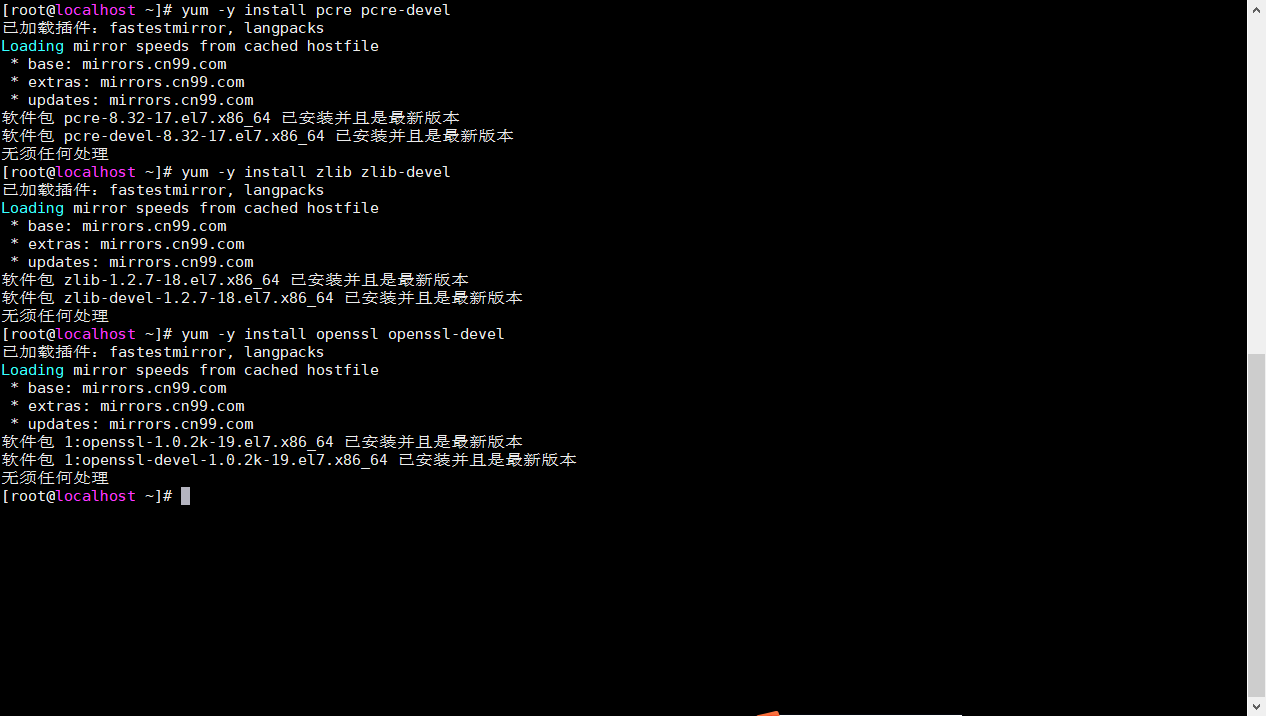 [root@localhost ~]# yum -y install pcre pcre-devel
已加载插件：fastestmirror, langpacks
Loading mirror speeds from cached hostfile
 * base: mirrors.cn99.com
 * extras: mirrors.cn99.com
 * updates: mirrors.cn99.com
软件包 pcre-8.32-17.el7.x86_64 已安装并且是最新版本
软件包 pcre-devel-8.32-17.el7.x86_64 已安装并且是最新版本
无须任何处理
[root@localhost ~]# yum -y install zlib zlib-devel
已加载插件：fastestmirror, langpacks
Loading mirror speeds from cached hostfile
 * base: mirrors.cn99.com
 * extras: mirrors.cn99.com
 * updates: mirrors.cn99.com
软件包 zlib-1.2.7-18.el7.x86_64 已安装并且是最新版本
软件包 zlib-devel-1.2.7-18.el7.x86_64 已安装并且是最新版本
无须任何处理
[root@localhost ~]# yum -y install openssl openssl-devel
已加载插件：fastestmirror, langpacks
Loading mirror speeds from cached hostfile
 * base: mirrors.cn99.com
 * extras: mirrors.cn99.com
 * updates: mirrors.cn99.com
软件包 1:openssl-1.0.2k-19.el7.x86_64 已安装并且是最新版本
软件包 1:openssl-devel-1.0.2k-19.el7.x86_64 已安装并且是最新版本
无须任何处理
[root@localhost ~]#